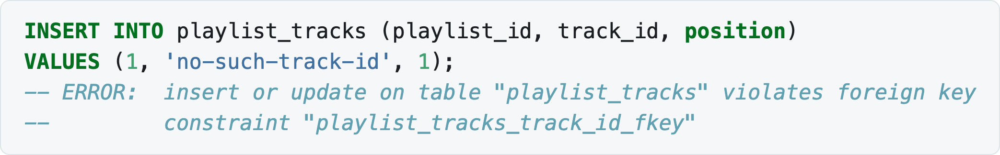 INSERT INTO playlist_tracks (playlist_id, track_id, position)
VALUES (1, 'no-such-track-id', 1);
-- ERROR:  insert or update on table "playlist_tracks" violates foreign key
--         constraint "playlist_tracks_track_id_fkey"